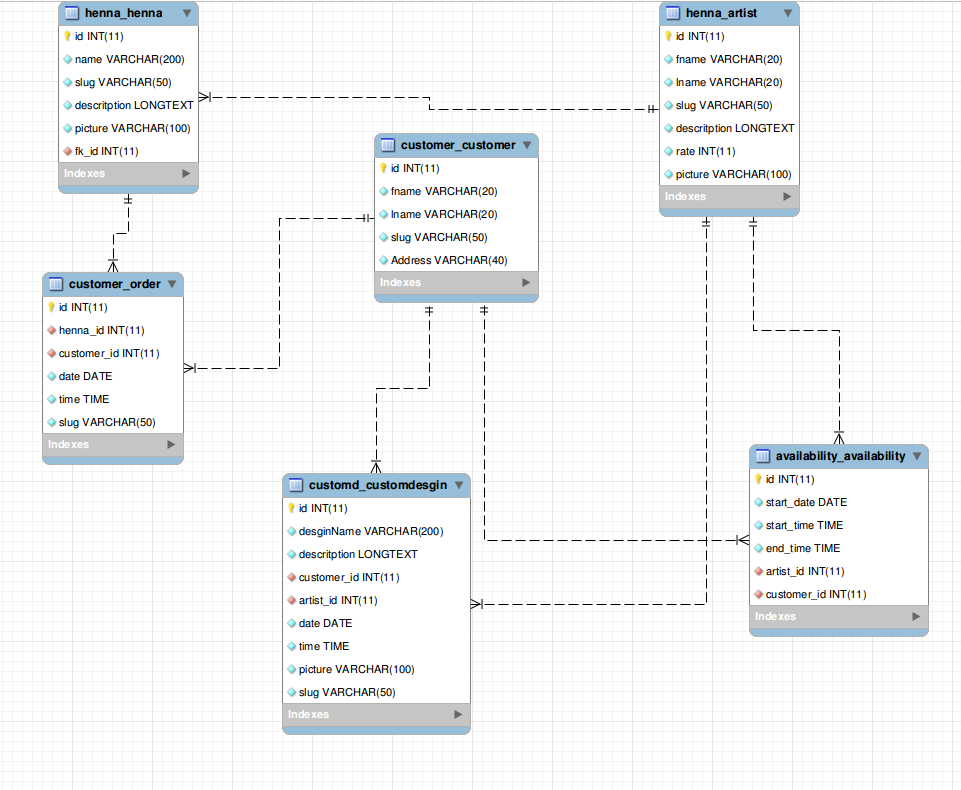 henna_henna
id INT(11)
name VARCHAR(200)
slug VARCHAR(50)
descritption LONGTEXT
picture VARCHAR(100)
fk_id INT(11)
Indexes
henna_artist
id INT(11)
fname VARCHAR(20)
lname VARCHAR(20)
slug VARCHAR(50)
descritption LONGTEXT
rate INT(11)
picture VARCHAR(100)
Indexes
customer_customer
id INT(11)
fname VARCHAR(20)
lname VARCHAR(20)
slug VARCHAR(50)
Address VARCHAR(40)
Indexes
customer_order
id INT(11)
henna_id INT(11)
customer_id INT(11)
date DATE
time TIME
slug VARCHAR(50)
Indexes
customd_customdesgin
id INT(11)
desginName VARCHAR(200)
descritption LONGTEXT
customer_id INT(11)
artist_id INT(11)
date DATE
time TIME
picture VARCHAR(100)
slug VARCHAR(50)
Indexes
availability_availability
id INT(11)
start_date DATE
start_time TIME
end_time TIME
artist_id INT(11)
customer_id INT(11)
Indexes